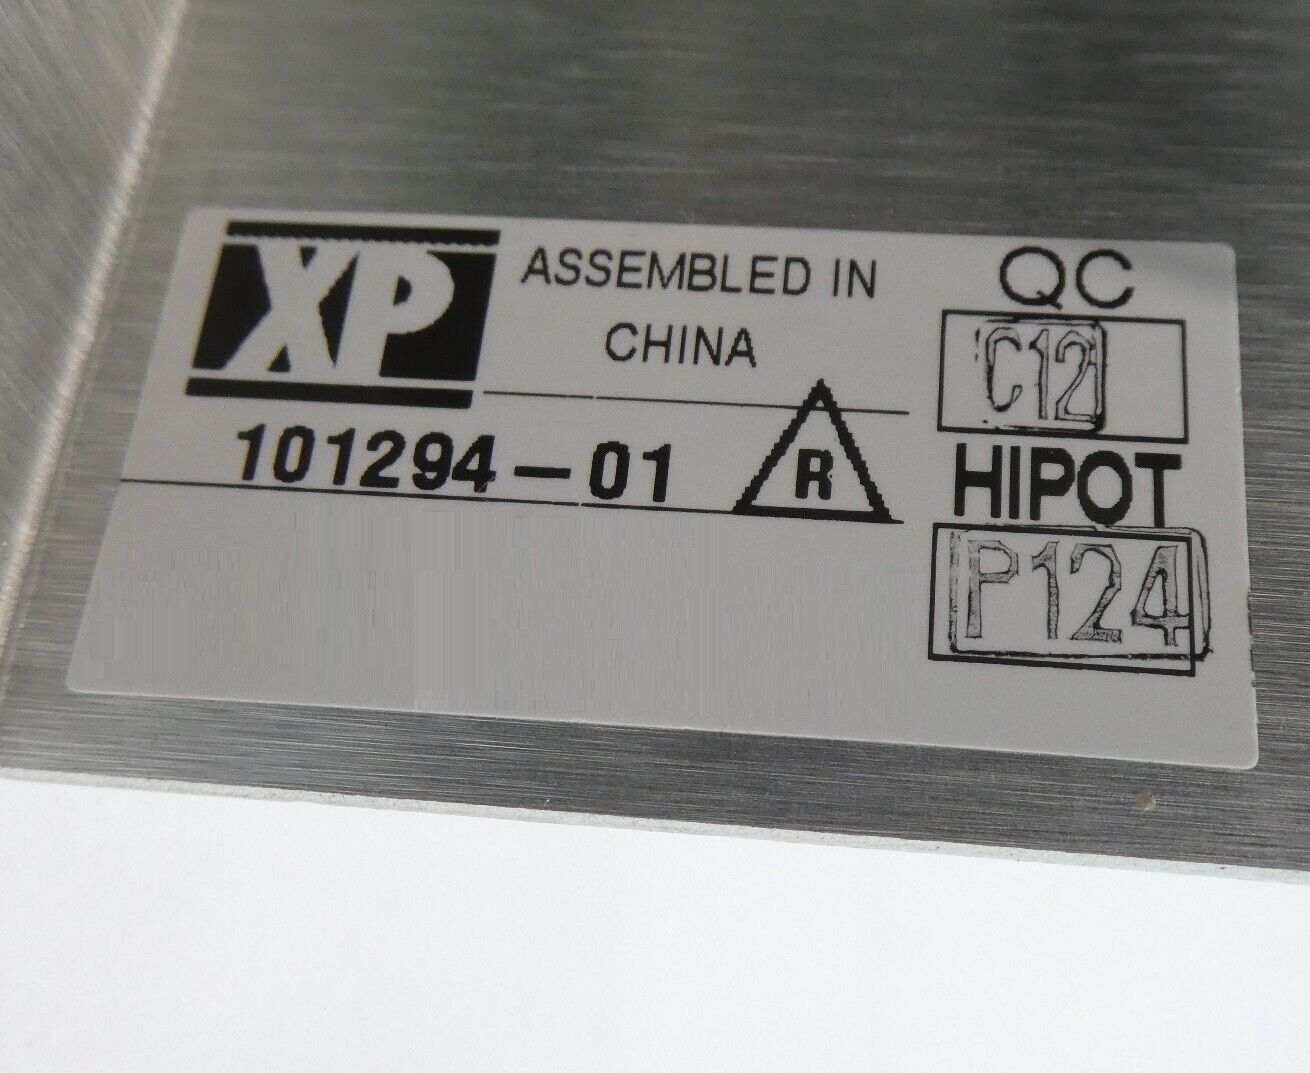 XP
ASSEMBLED IN
CHINA
101294-01
R
QC
C12
HIPOT
P124